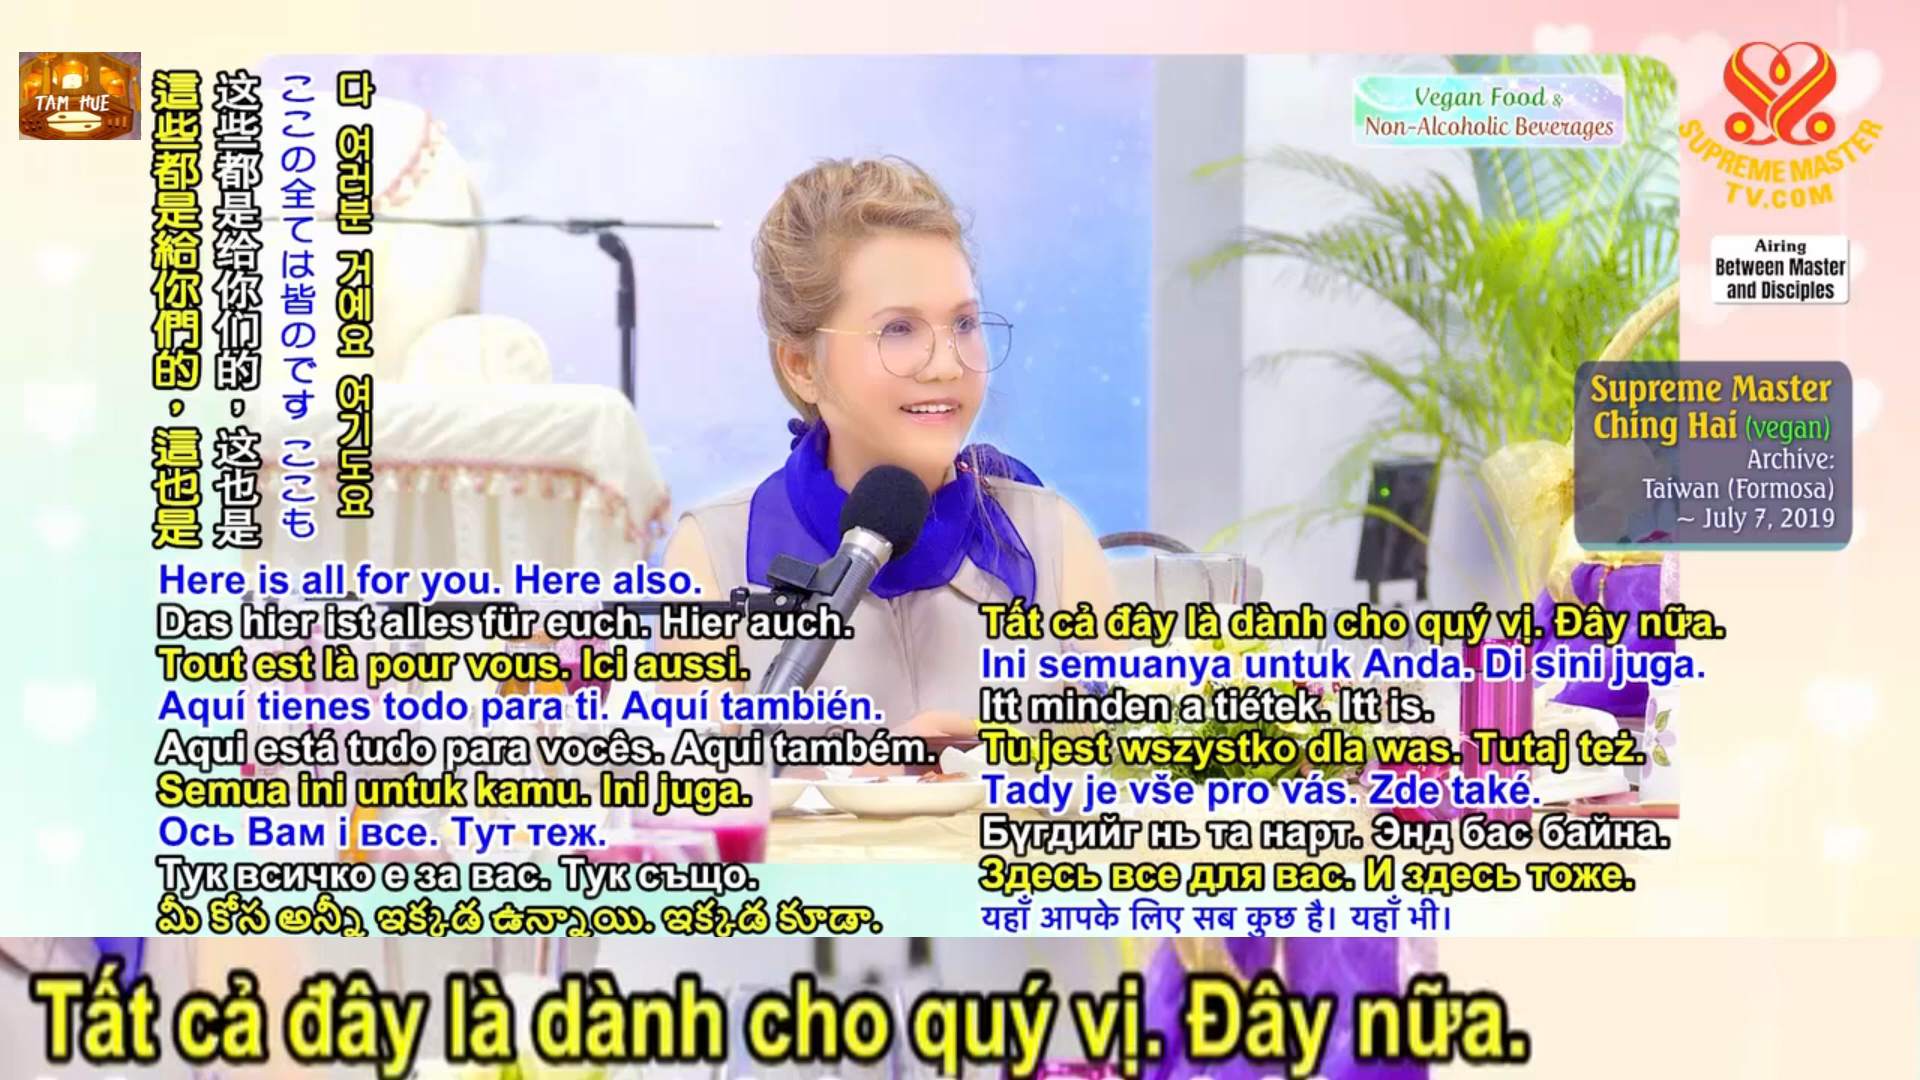 TAM HUE
這些都是給你們的，這也是
这些都是给你们的，这也是
ここの全ては皆のです ここも
다 여러분 거예요 여기도요
Vegan Food &
Non-Alcoholic Beverages
SUPREME MASTER
TV.COM
Airing
Between Master
and Disciples
Supreme Master
Ching Hai (vegan)
Archive:
Taiwan (Formosa)
~ July 7, 2019
Here is all for you. Here also.
Das hier ist alles für euch. Hier auch.
Tout est là pour vous. Ici aussi.
Aquí tienes todo para ti. Aquí también.
Aqui está tudo para vocês. Aqui também.
Semua ini untuk kamu. Ini juga.
Ось Вам і все. Тут теж.
Тук всичко е за вас. Тук също.
మీ కోస అన్నీ ఇక్కడ ఉన్నాయి. ఇక్కడ కూడా.
Tất cả đây là dành cho quý vị. Đây nữa.
Ini semuanya untuk Anda. Di sini juga.
Itt minden a tiétek. Itt is.
Tu jest wszystko dla was. Tutaj też.
Tady je vše pro vás. Zde také.
Бүгдийг нь та нарт. Энд бас байна.
Здесь все для вас. И здесь тоже.
यहाँ आपके लिए सब कुछ है। यहाँ भी।
Tất cả đây là dành cho quý vị. Đây nữa.